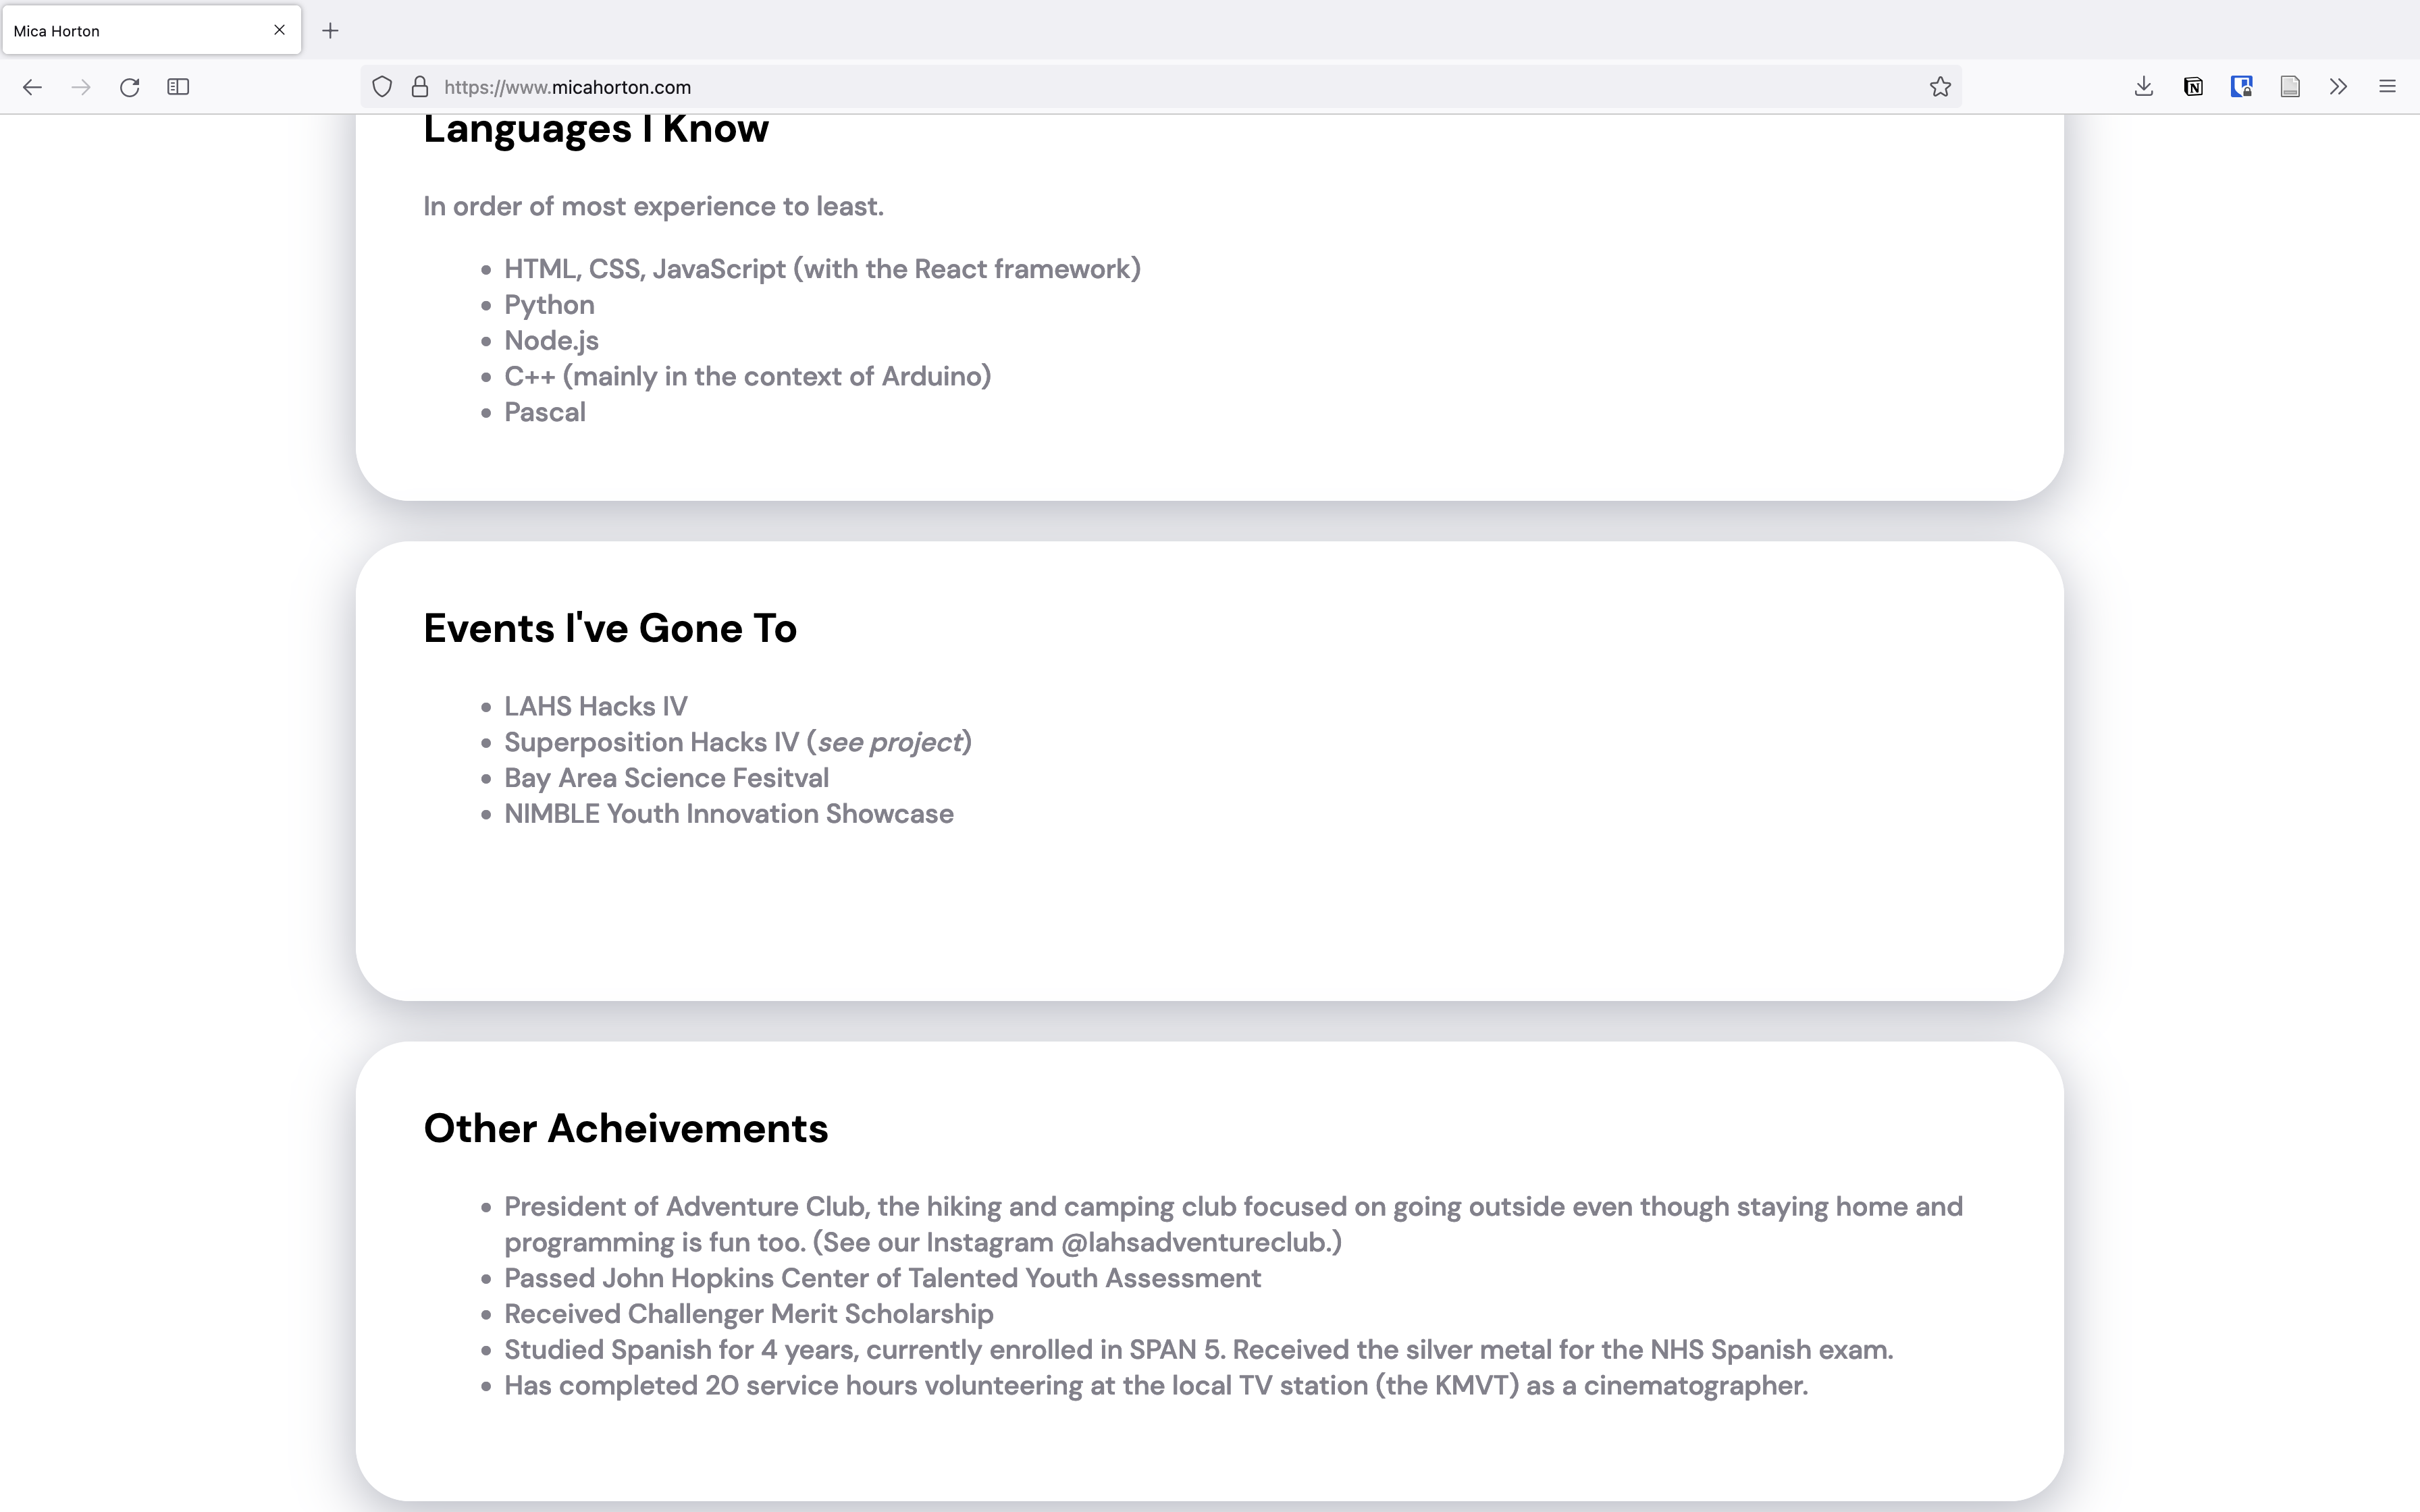 Mica Horton
https://www.micahorton.com
Languages I Know
In order of most experience to least.
HTML, CSS, JavaScript (with the React framework)
Python
Node.js
C++ (mainly in the context of Arduino)
Pascal
Events I've Gone To
LAHS Hacks IV
Superposition Hacks IV (see project)
Bay Area Science Fesitval
NIMBLE Youth Innovation Showcase
Other Acheivements
President of Adventure Club, the hiking and camping club focused on going outside even though staying home and
programming is fun too. (See our Instagram @lahsadventureclub.)
Passed John Hopkins Center of Talented Youth Assessment
Received Challenger Merit Scholarship
Studied Spanish for 4 years, currently enrolled in SPAN 5. Received the silver metal for the NHS Spanish exam.
Has completed 20 service hours volunteering at the local TV station (the KMVT) as a cinematographer.